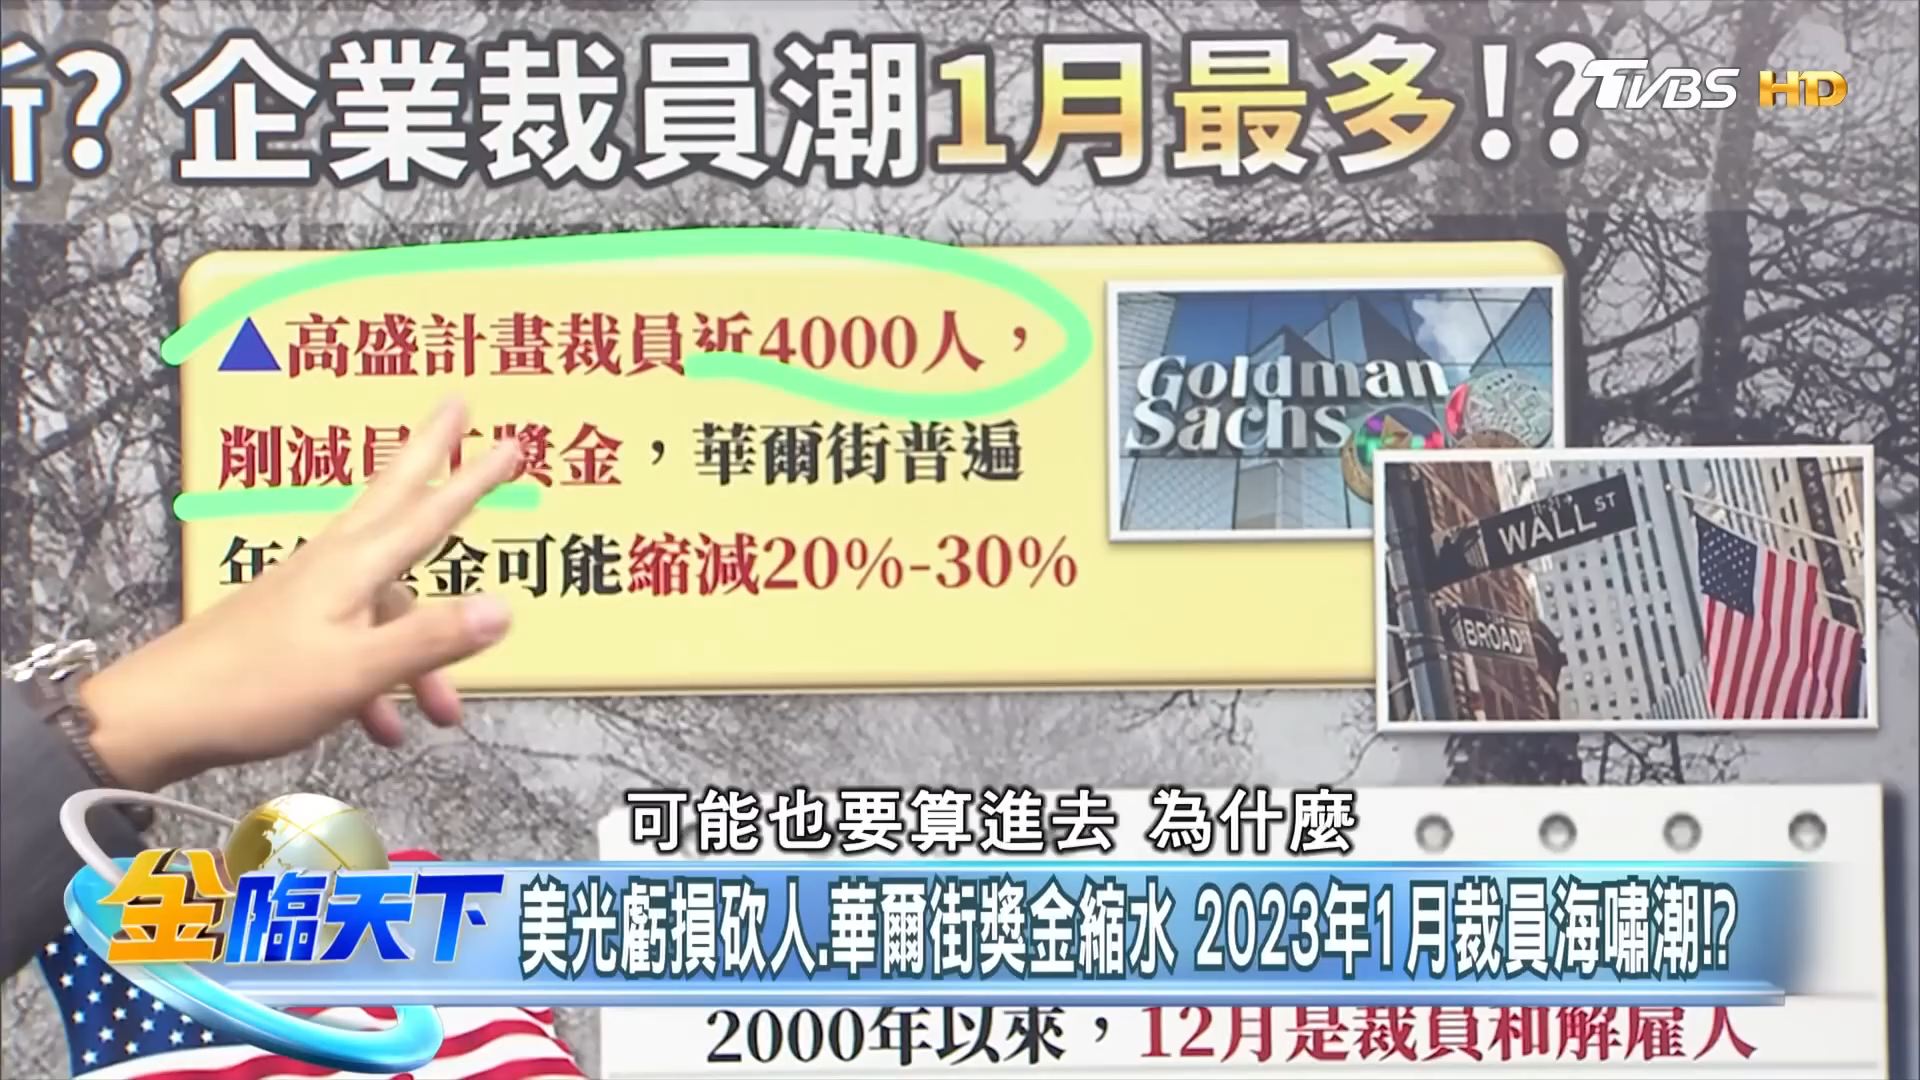 ? 企業裁員潮1月最多!?
TVBS HD
▲高盛計畫裁員近4000人，
削減員工獎金，華爾街普遍
年終獎金可能縮減20%-30%
Goldman
Sachs
WALL ST
BROAD
可能也要算進去 為什麼
金臨天下
美光虧損砍人.華爾街獎金縮水 2023年1月裁員海嘯潮!?
2000年以來，12月是裁員和解雇人